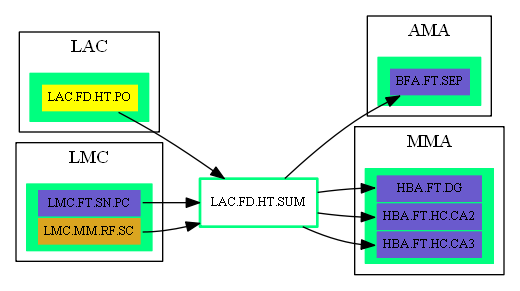 LAC
LAC.FD.HT.PO
LMC
LMC.FT.SN.PC
LMC.MM.RF.SC
LAC.FD.HT.SUM
AMA
BFA.FT.SEP
MMA
HBA.FT.DG
HBA.FT.HC.CA2
HBA.FT.HC.CA3